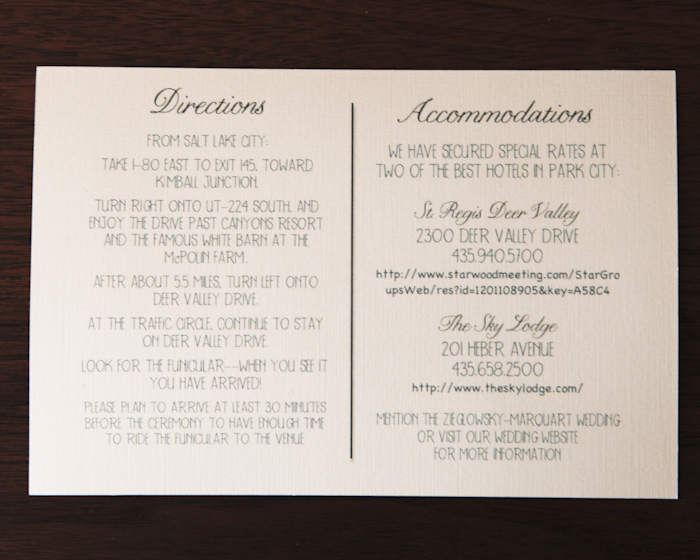 Directions
FROM SALT LAKE CITY:
TAKE I-80 EAST TO EXIT 145, TOWARD
KIMBALL JUNCTION.
TURN RIGHT ONTO UT-224 SOUTH, AND
ENJOY THE DRIVE PAST CANYONS RESORT
AND THE FAMOUS WHITE BARN AT THE
McPOLIN FARM.
AFTER ABOUT 5.5 MILES, TURN LEFT ONTO
DEER VALLEY DRIVE.
AT THE TRAFFIC CIRCLE, CONTINUE TO STAY
ON DEER VALLEY DRIVE.
LOOK FOR THE FUNICULAR--WHEN YOU SEE IT
YOU HAVE ARRIVED!
PLEASE PLAN TO ARRIVE AT LEAST 30 MINUTES
BEFORE THE CEREMONY TO HAVE ENOUGH TIME
TO RIDE THE FUNICULAR TO THE VENUE
Accommodations
WE HAVE SECURED SPECIAL RATES AT
TWO OF THE BEST HOTELS IN PARK CITY:
St. Regis Deer Valley
2300 DEER VALLEY DRIVE
435.940.5700
http://www.starwoodmeeting.com/StarGro
upsWeb/res?id=1201108905&key=A58C4
The Sky Lodge
201 HEBER AVENUE
435.658.2500
http://www.theskylodge.com/
MENTION THE ZIEGLOWSKY-MARQUART WEDDING
OR VISIT OUR WEDDING WEBSITE
FOR MORE INFORMATION